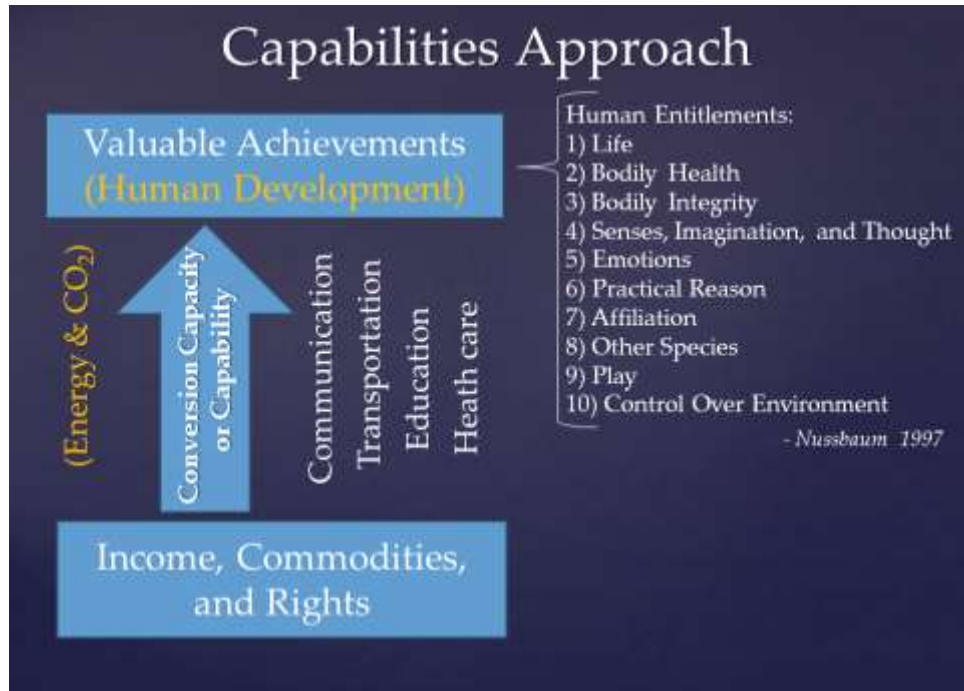 Capabilities Approach
Valuable Achievements
(Human Development)
Human Entitlements:
1) Life
2) Bodily Health
3) Bodily Integrity
4) Senses, Imagination, and Thought
5) Emotions
6) Practical Reason
7) Affiliation
8) Other Species
9) Play
10) Control Over Environment
- Nussbaum 1997
(Energy & CO₂)
Conversion Capacity
or Capability
Communication
Transportation
Education
Heath care
Income, Commodities,
and Rights